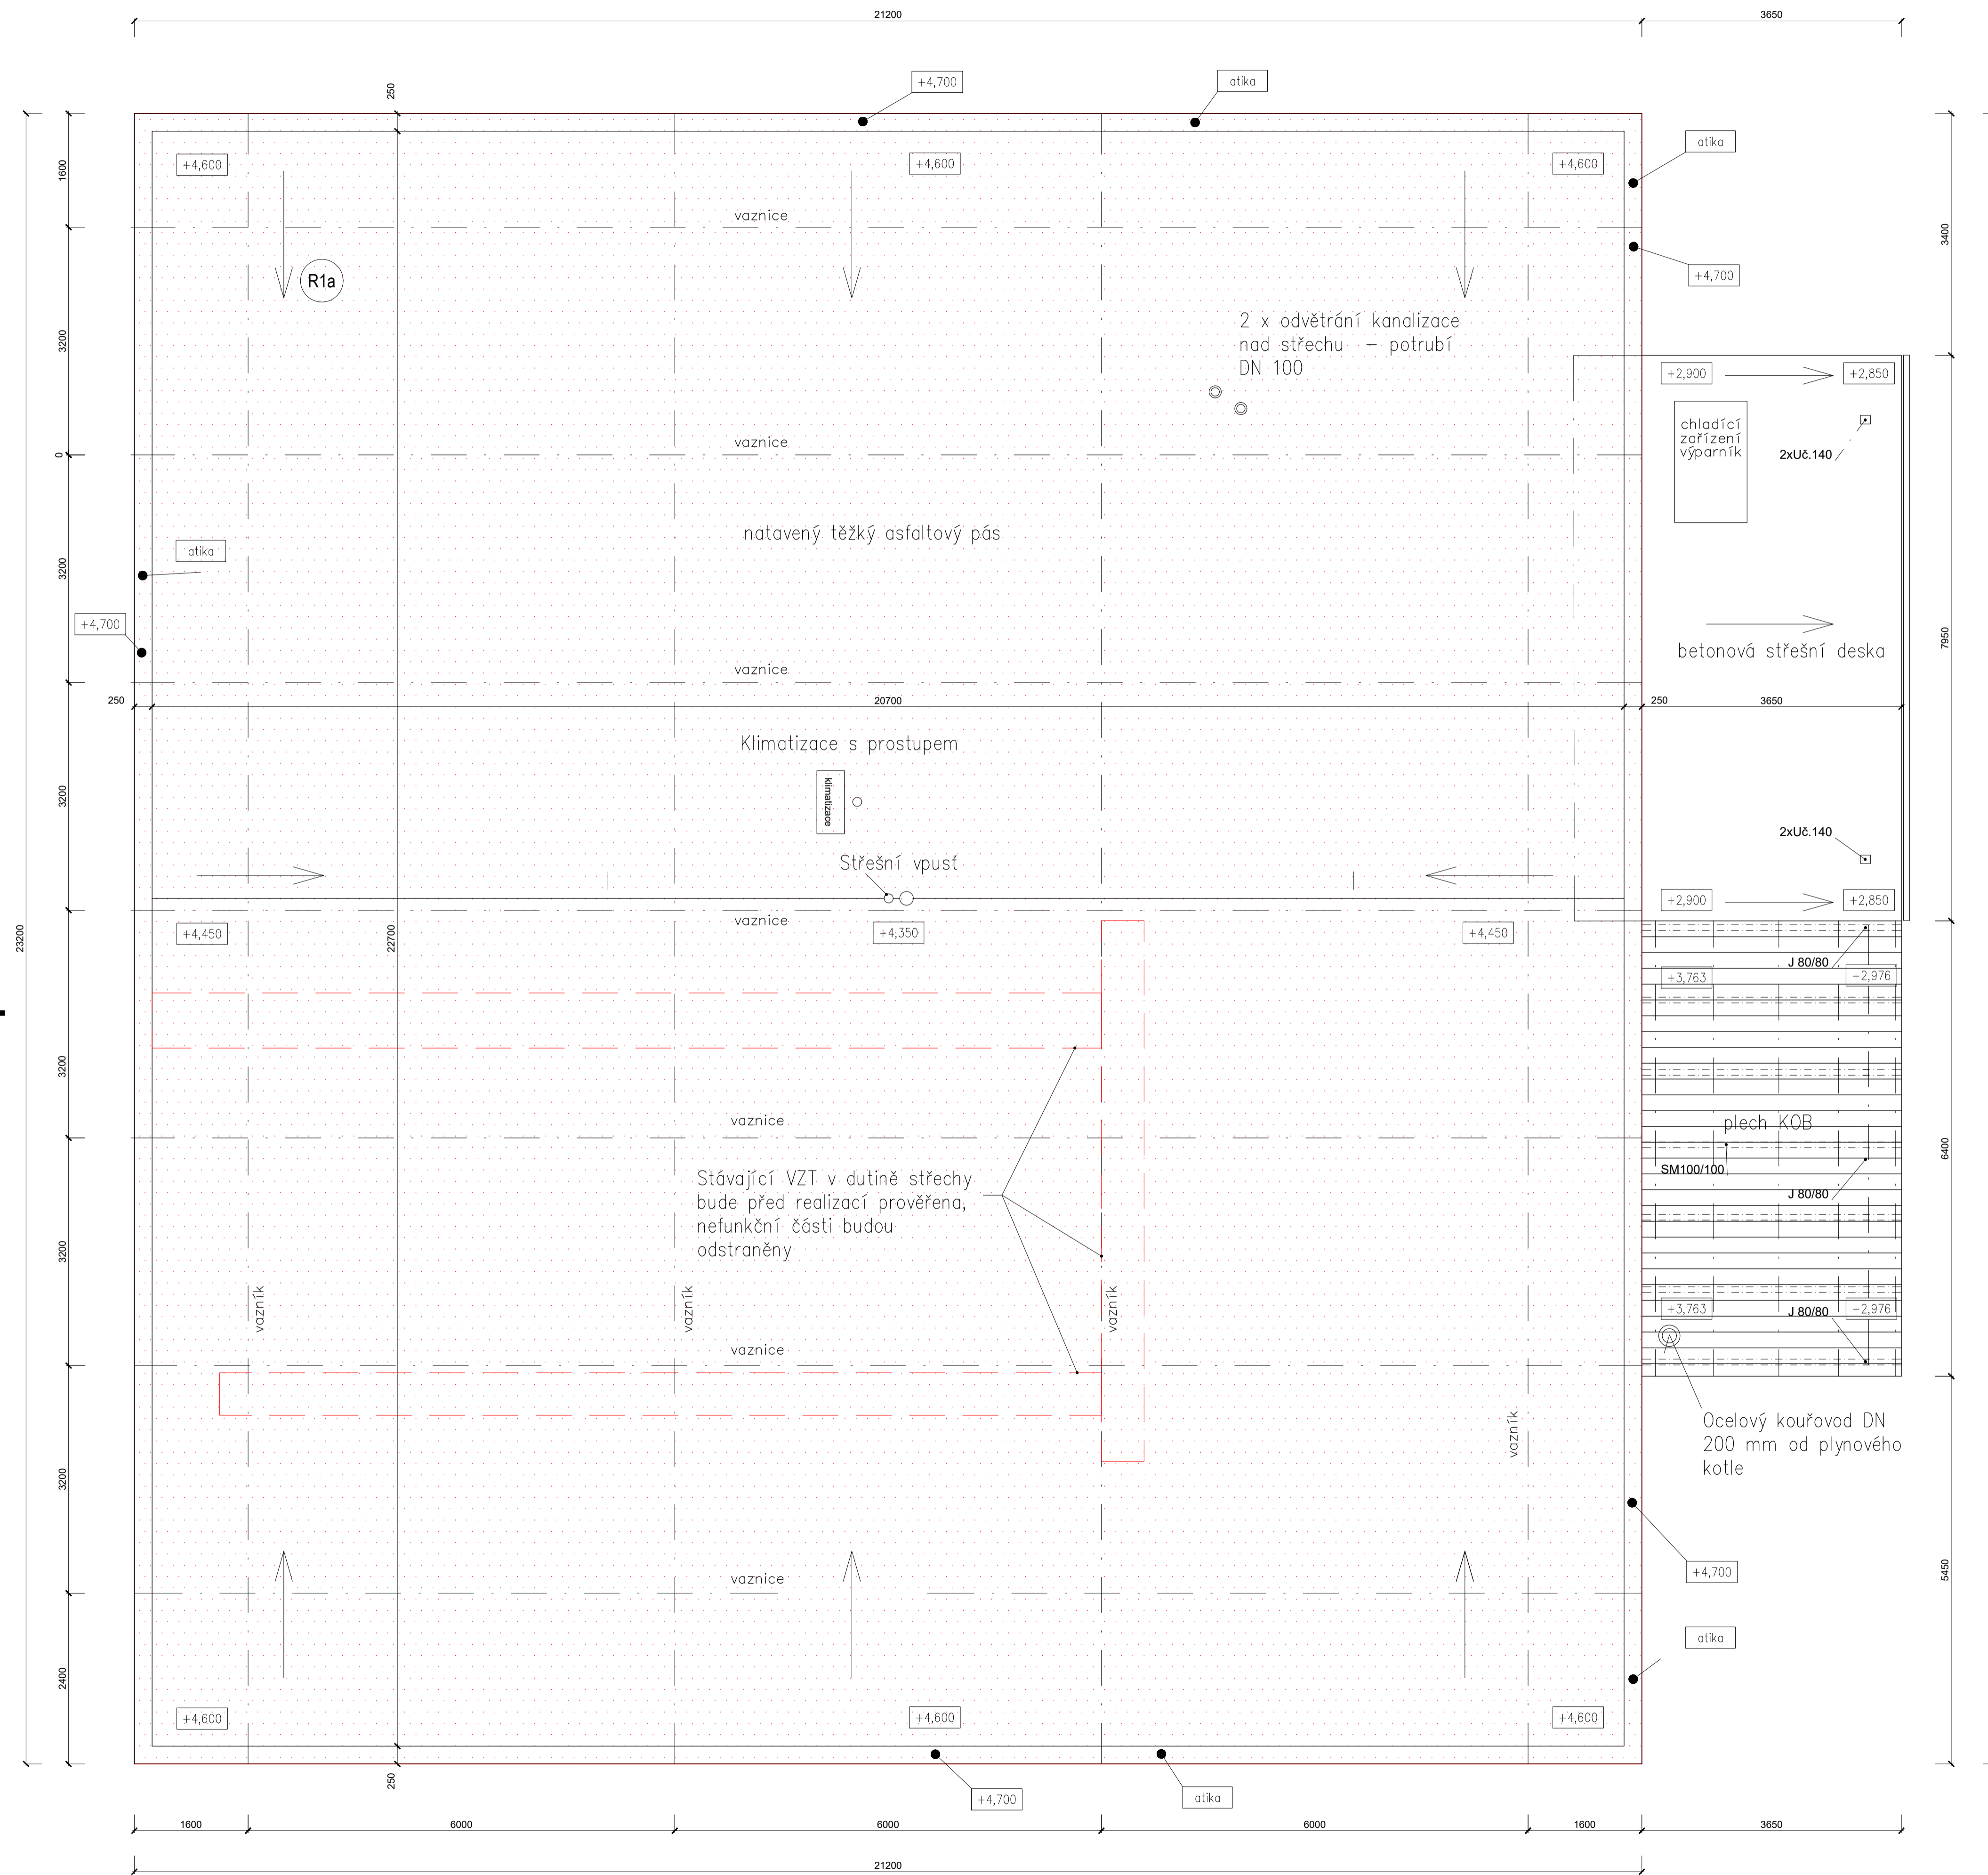 21200
3650
250
+4,700
atika
atika
+4,600
+4,600
+4,600
1600
vaznice
3400
+4,700
R1a
3200
2 x odvětrání kanalizace
nad střechu – potrubí
DN 100
+2,900
+2,850
chladící
zařízení
výparník
2xUč.140
vaznice
0
natavený těžký asfaltový pás
atika
3200
+4,700
7950
betonová střešní deska
vaznice
250
20700
250
3650
Klimatizace s prostupem
klimatizace
3200
2xUč.140
Střešní vpusť
+2,900
+2,850
vaznice
+4,450
+4,350
+4,450
23200
22700
J 80/80
+3,763
+2,976
3200
vaznice
plech KOB
6400
SM100/100
J 80/80
Stávající VZT v dutině střechy
bude před realizací prověřena,
nefunkční části budou
odstraněny
3200
vazník
vazník
vazník
+3,763
J 80/80
+2,976
vaznice
Ocelový kouřovod DN
200 mm od plynového
kotle
vazník
3200
+4,700
5450
vaznice
atika
2400
+4,600
+4,600
+4,600
250
+4,700
atika
1600
6000
6000
6000
1600
3650
21200